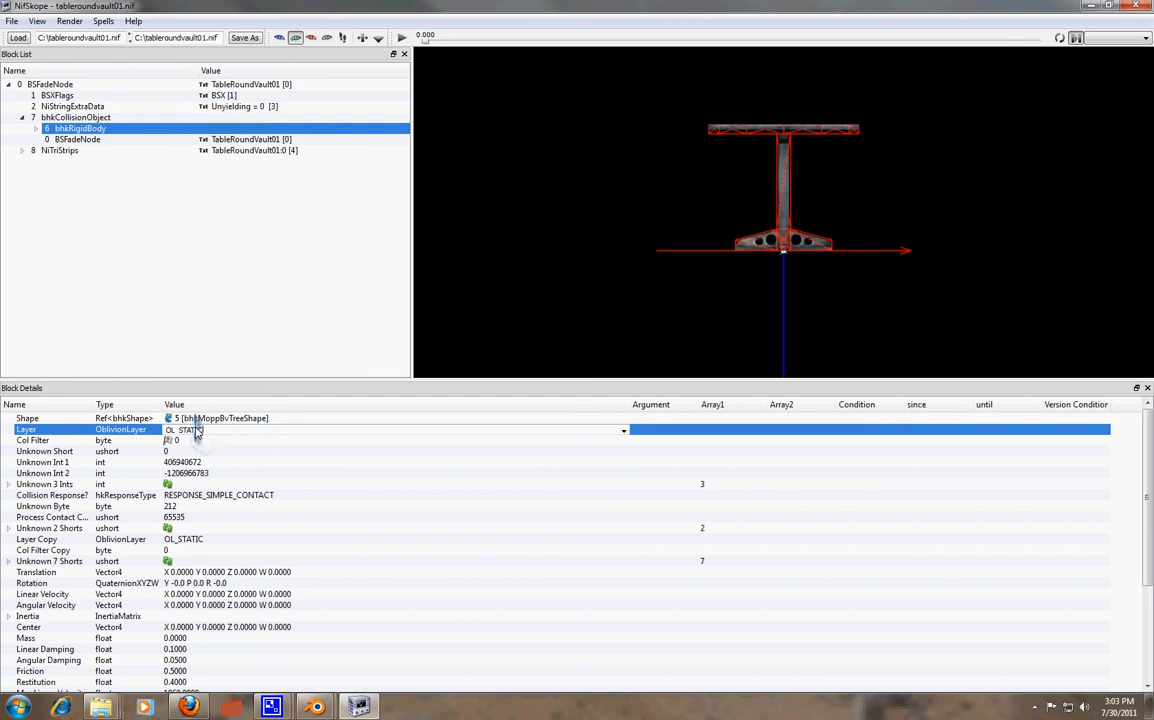 NifSkope - tableroundvault01.nif
File View Render Spells Help
Load C:\tableroundvault01.nif C:\tableroundvault01.nif Save As 0.000
Block List
Name Value
0 BSFadeNode Txt TableRoundVault01 [0]
1 BSXFlags Txt BSX [1]
2 NiStringExtraData Txt Unyielding = 0 [3]
7 bhkCollisionObject
6 bhkRigidBody
0 BSFadeNode Txt TableRoundVault01 [0]
8 NiTriStrips Txt TableRoundVault01:0 [4]
Block Details
Name Type Value Argument Array1 Array2 Condition since until Version Condition
Shape Ref<bhkShape> 5 [bhkMoppBvTreeShape]
Layer OblivionLayer OL_STATIC
Col Filter byte 0
Unknown Short ushort 0
Unknown Int 1 int 406940672
Unknown Int 2 int -1206966783
Unknown 3 Ints int 3
Collision Response? hkResponseType RESPONSE_SIMPLE_CONTACT
Unknown Byte byte 212
Process Contact C... ushort 65535
Unknown 2 Shorts ushort 2
Layer Copy OblivionLayer OL_STATIC
Col Filter Copy byte 0
Unknown 7 Shorts ushort 7
Translation Vector4 X 0.0000 Y 0.0000 Z 0.0000 W 0.0000
Rotation QuaternionXYZW Y -0.0 P 0.0 R -0.0
Linear Velocity Vector4 X 0.0000 Y 0.0000 Z 0.0000 W 0.0000
Angular Velocity Vector4 X 0.0000 Y 0.0000 Z 0.0000 W 0.0000
Inertia InertiaMatrix
Center Vector4 X 0.0000 Y 0.0000 Z 0.0000 W 0.0000
Mass float 0.0000
Linear Damping float 0.1000
Angular Damping float 0.0500
Friction float 0.5000
Restitution float 0.4000
3:03 PM
7/30/2011